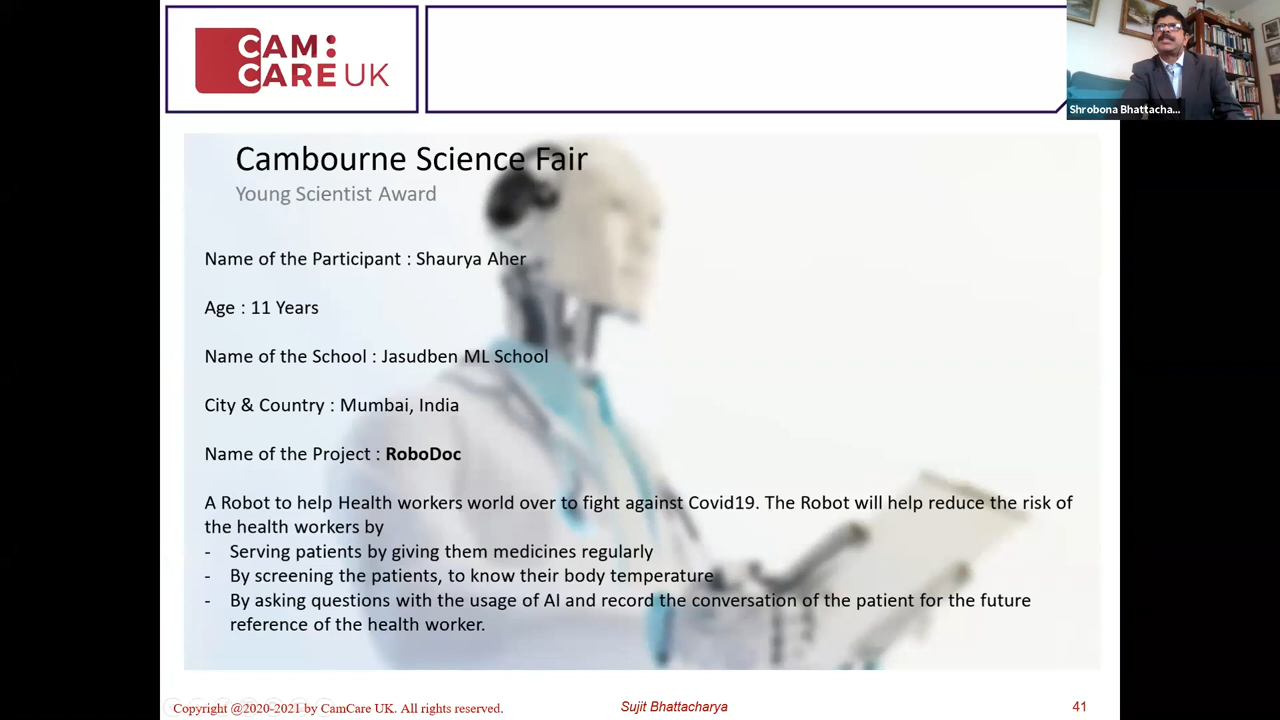 CAM:
CARE UK
Shrobona Bhattacha...
Cambourne Science Fair
Young Scientist Award
Name of the Participant : Shaurya Aher
Age : 11 Years
Name of the School : Jasudben ML School
City & Country : Mumbai, India
Name of the Project : RoboDoc
A Robot to help Health workers world over to fight against Covid19. The Robot will help reduce the risk of
the health workers by
- Serving patients by giving them medicines regularly
- By screening the patients, to know their body temperature
- By asking questions with the usage of AI and record the conversation of the patient for the future
reference of the health worker.
Copyright @2020-2021 by CamCare UK. All rights reserved.
Sujit Bhattacharya
41